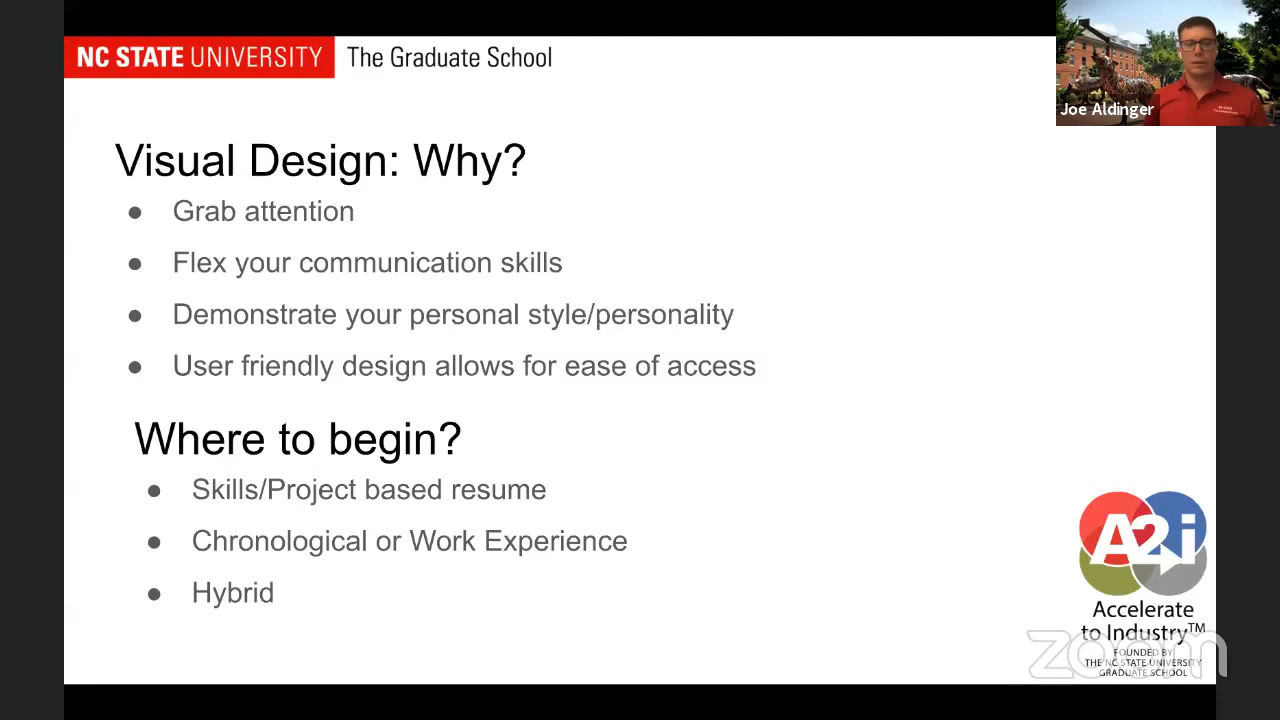 NC STATE UNIVERSITY The Graduate School
Joe Aldinger
Visual Design: Why?
● Grab attention
● Flex your communication skills
● Demonstrate your personal style/personality
● User friendly design allows for ease of access
Where to begin?
● Skills/Project based resume
● Chronological or Work Experience
● Hybrid
A2i
Accelerate
to Industry™
zoom
FOUNDED BY
THE NC STATE UNIVERSITY
GRADUATE SCHOOL